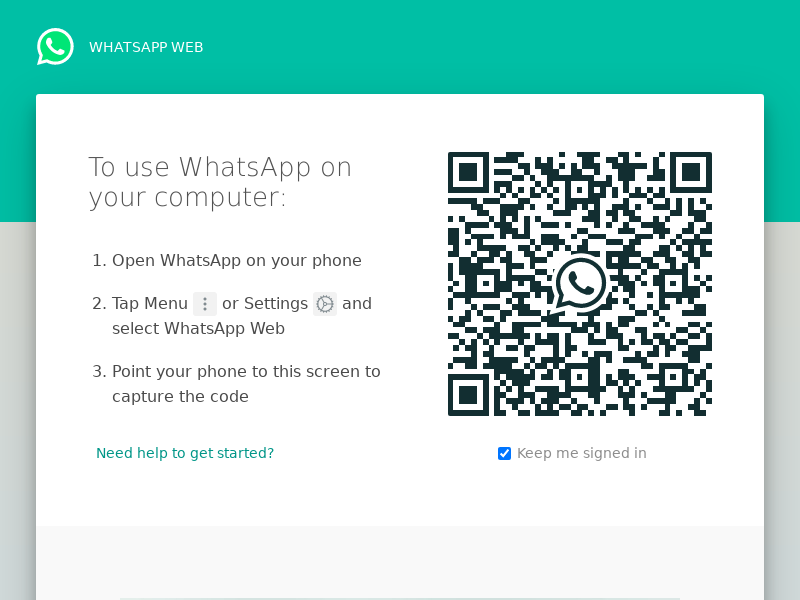 WHATSAPP WEB
To use WhatsApp on
your computer:
1. Open WhatsApp on your phone
2. Tap Menu or Settings and
select WhatsApp Web
3. Point your phone to this screen to
capture the code
Need help to get started?
Keep me signed in